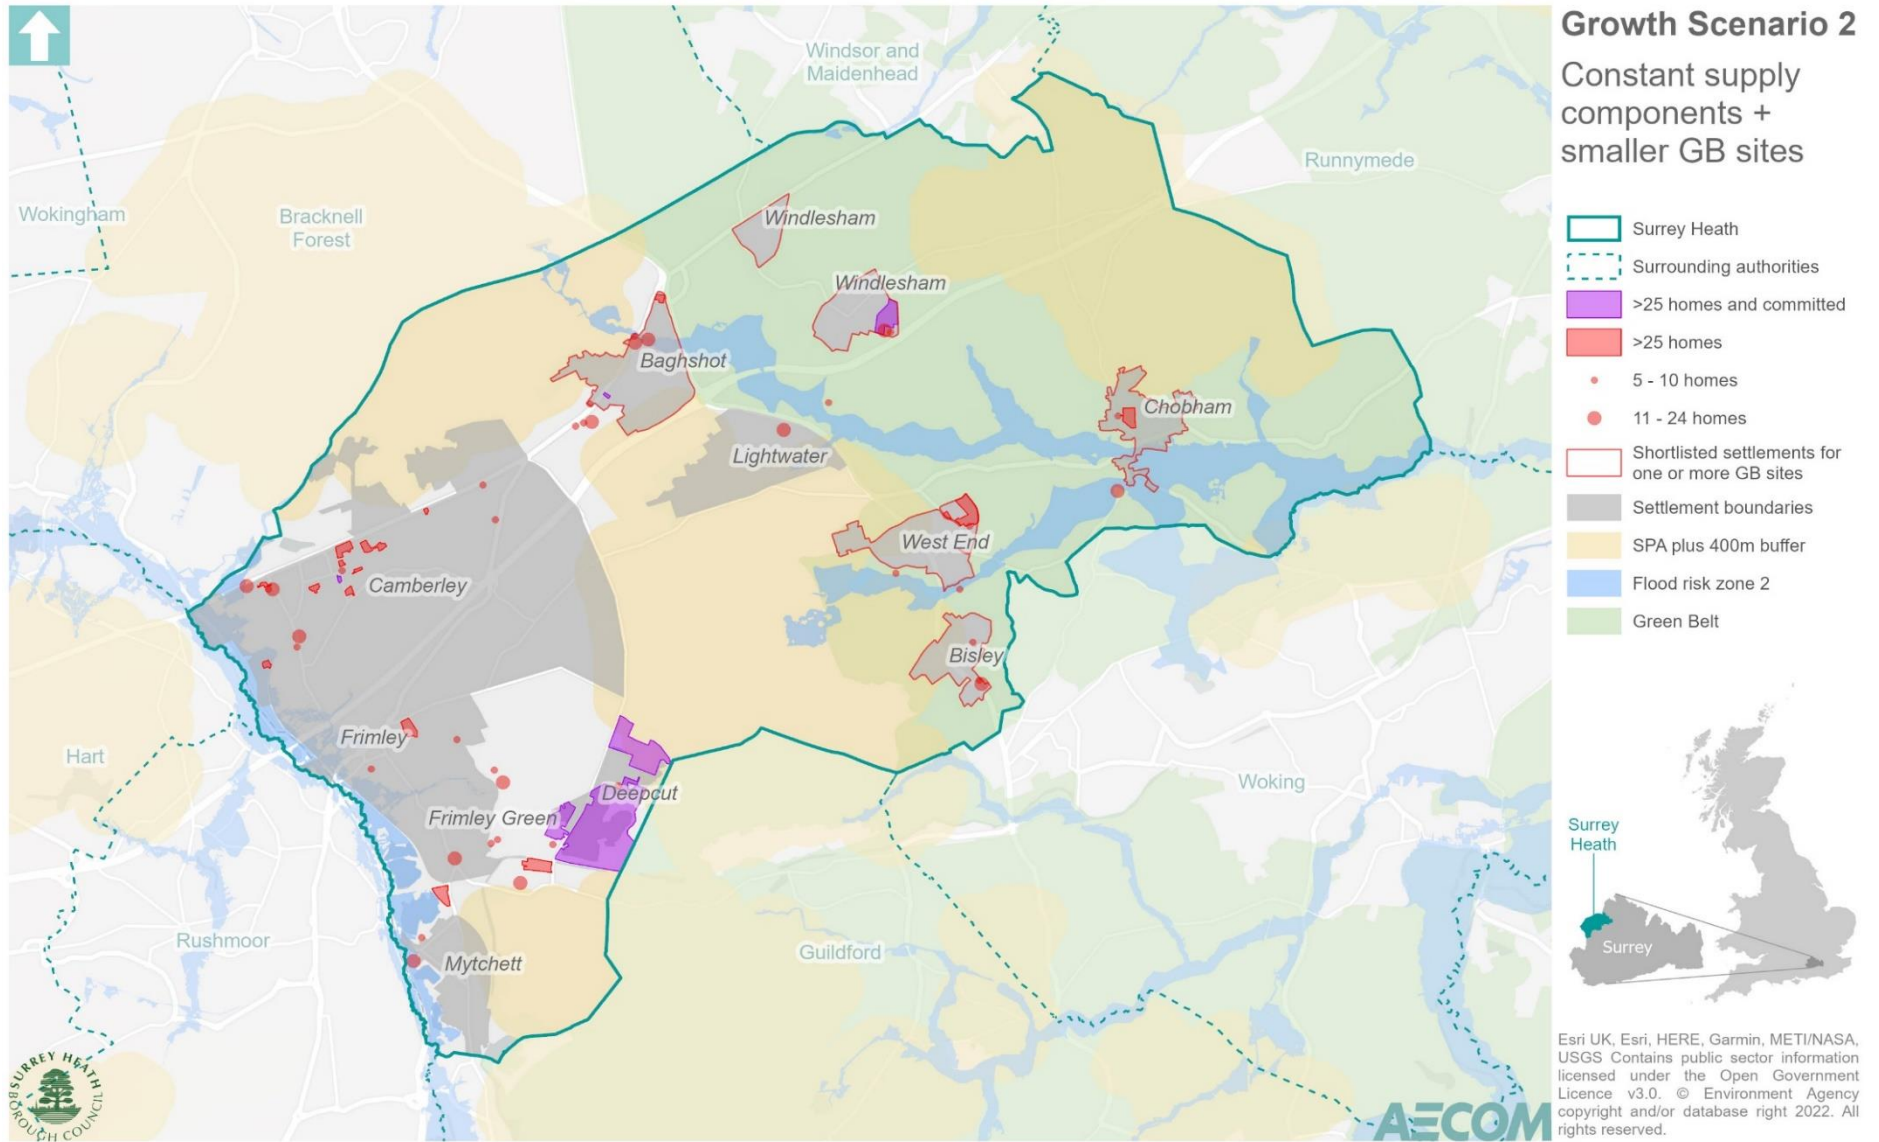 Growth Scenario 2
Constant supply
components +
smaller GB sites
Surrey Heath
Surrounding authorities
>25 homes and committed
>25 homes
5 - 10 homes
11 - 24 homes
Shortlisted settlements for
one or more GB sites
Settlement boundaries
SPA plus 400m buffer
Flood risk zone 2
Green Belt
Windsor and
Maidenhead
Runnymede
Wokingham
Bracknell
Forest
Windlesham
Windlesham
Baghshot
Chobham
Lightwater
West End
Camberley
Bisley
Frimley
Hart
Deepcut
Woking
Frimley Green
Rushmoor
Guildford
Mytchett
Surrey
Heath
Surrey
SURREY HEATH
BOROUGH COUNCIL
AECOM
Esri UK, Esri, HERE, Garmin, METI/NASA,
USGS Contains public sector information
licensed under the Open Government
Licence v3.0. © Environment Agency
copyright and/or database right 2022. All
rights reserved.